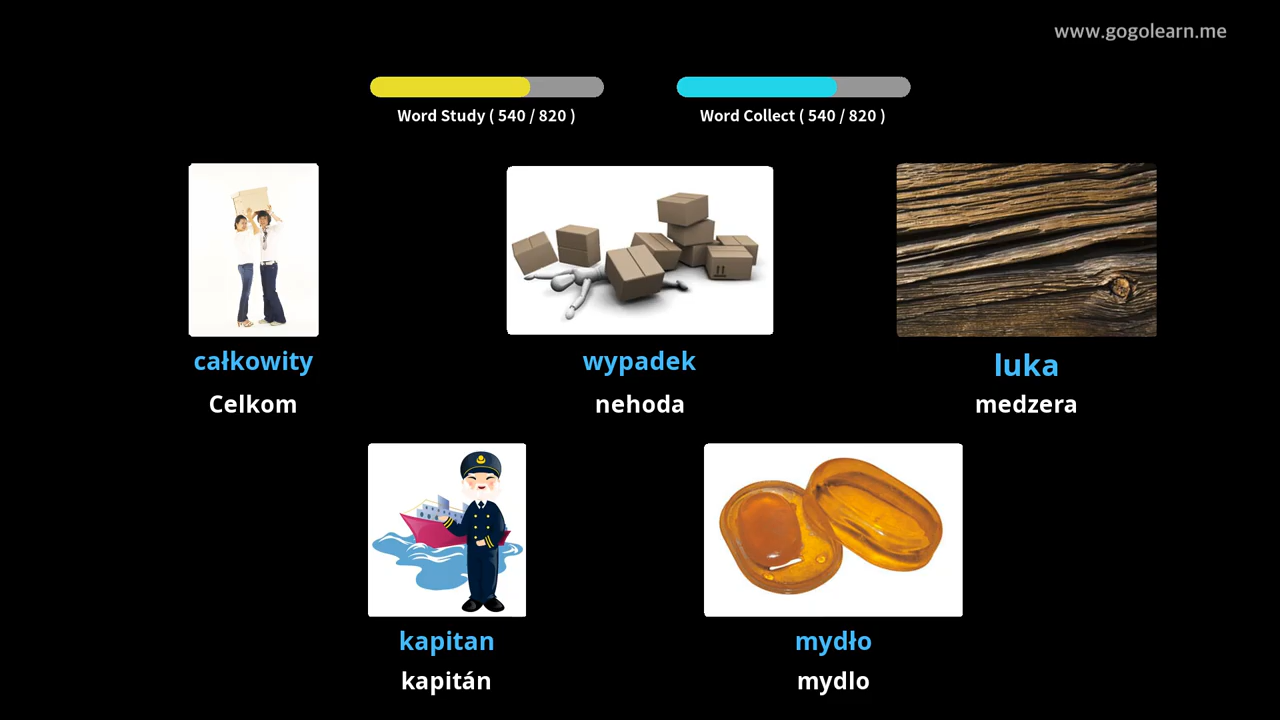 www.gogolearn.me
Word Study ( 540 / 820 )
Word Collect ( 540 / 820 )
całkowity
Celkom
wypadek
nehoda
luka
medzera
kapitan
kapitán
mydło
mydlo